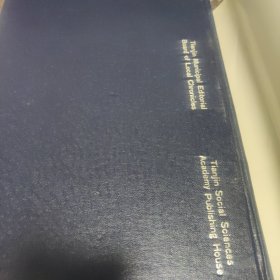 Tianjin Municipal Editorial
Board of Local Chronicles
Tianjin Social Sciences
Academy Publishing House